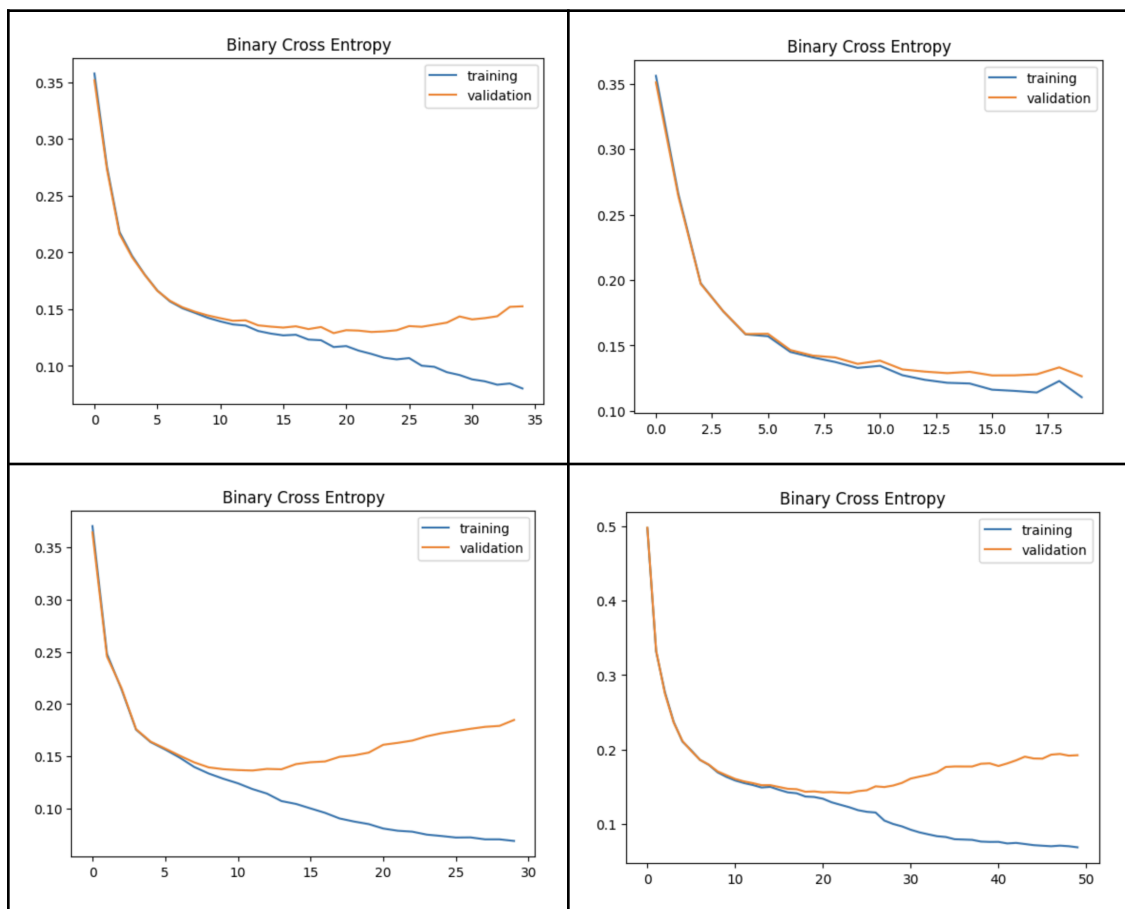 Binary Cross Entropy
training
validation
0.35
0.30
0.25
0.20
0.15
0.10
0 5 10 15 20 25 30 35
Binary Cross Entropy
training
validation
0.35
0.30
0.25
0.20
0.15
0.10
0.0 2.5 5.0 7.5 10.0 12.5 15.0 17.5
Binary Cross Entropy
training
validation
0.35
0.30
0.25
0.20
0.15
0.10
0 5 10 15 20 25 30
Binary Cross Entropy
training
validation
0.5
0.4
0.3
0.2
0.1
0 10 20 30 40 50